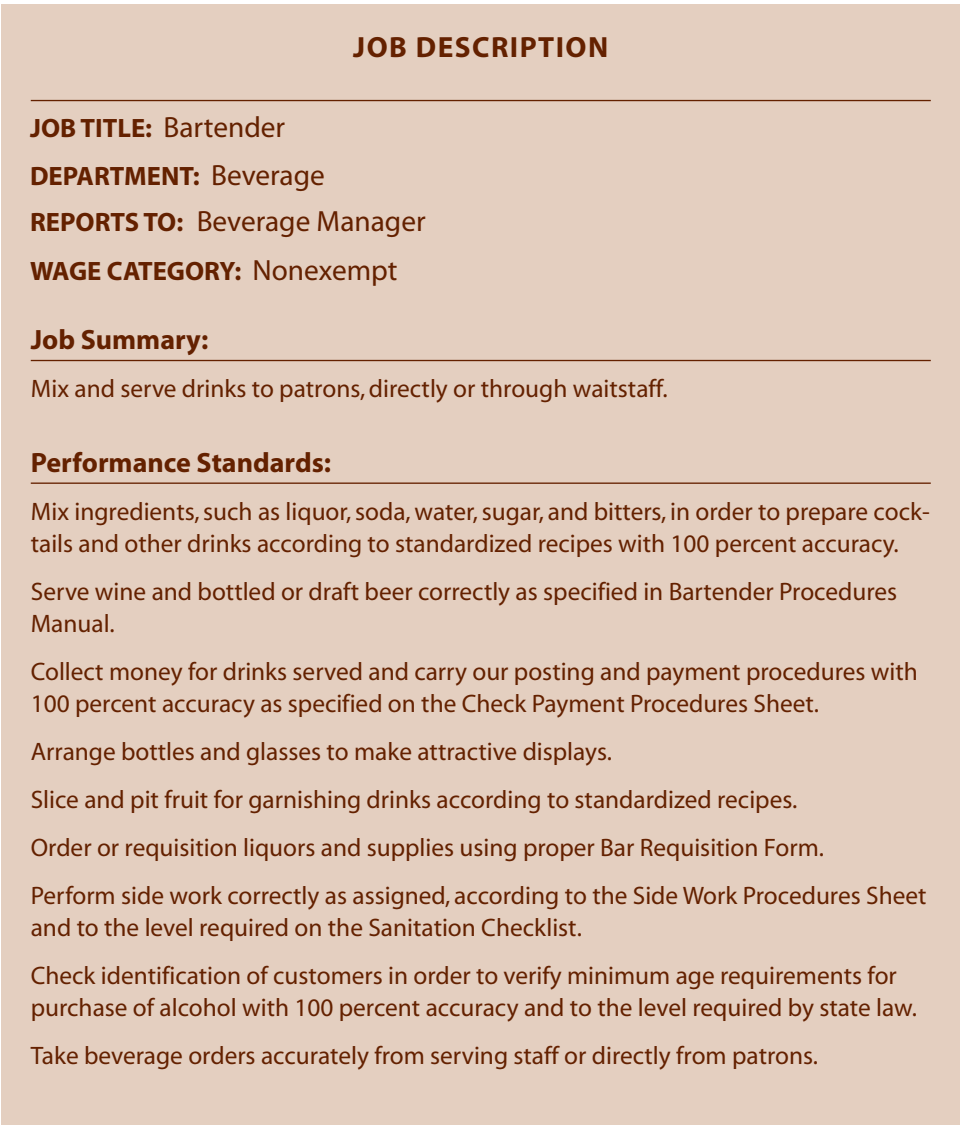 JOB DESCRIPTION
JOB TITLE: Bartender
DEPARTMENT: Beverage
REPORTS TO: Beverage Manager
WAGE CATEGORY: Nonexempt
Job Summary:
Mix and serve drinks to patrons, directly or through waitstaff.
Performance Standards:
Mix ingredients, such as liquor, soda, water, sugar, and bitters, in order to prepare cock-
tails and other drinks according to standardized recipes with 100 percent accuracy.
Serve wine and bottled or draft beer correctly as specified in Bartender Procedures
Manual.
Collect money for drinks served and carry our posting and payment procedures with
100 percent accuracy as specified on the Check Payment Procedures Sheet.
Arrange bottles and glasses to make attractive displays.
Slice and pit fruit for garnishing drinks according to standardized recipes.
Order or requisition liquors and supplies using proper Bar Requisition Form.
Perform side work correctly as assigned, according to the Side Work Procedures Sheet
and to the level required on the Sanitation Checklist.
Check identification of customers in order to verify minimum age requirements for
purchase of alcohol with 100 percent accuracy and to the level required by state law.
Take beverage orders accurately from serving staff or directly from patrons.